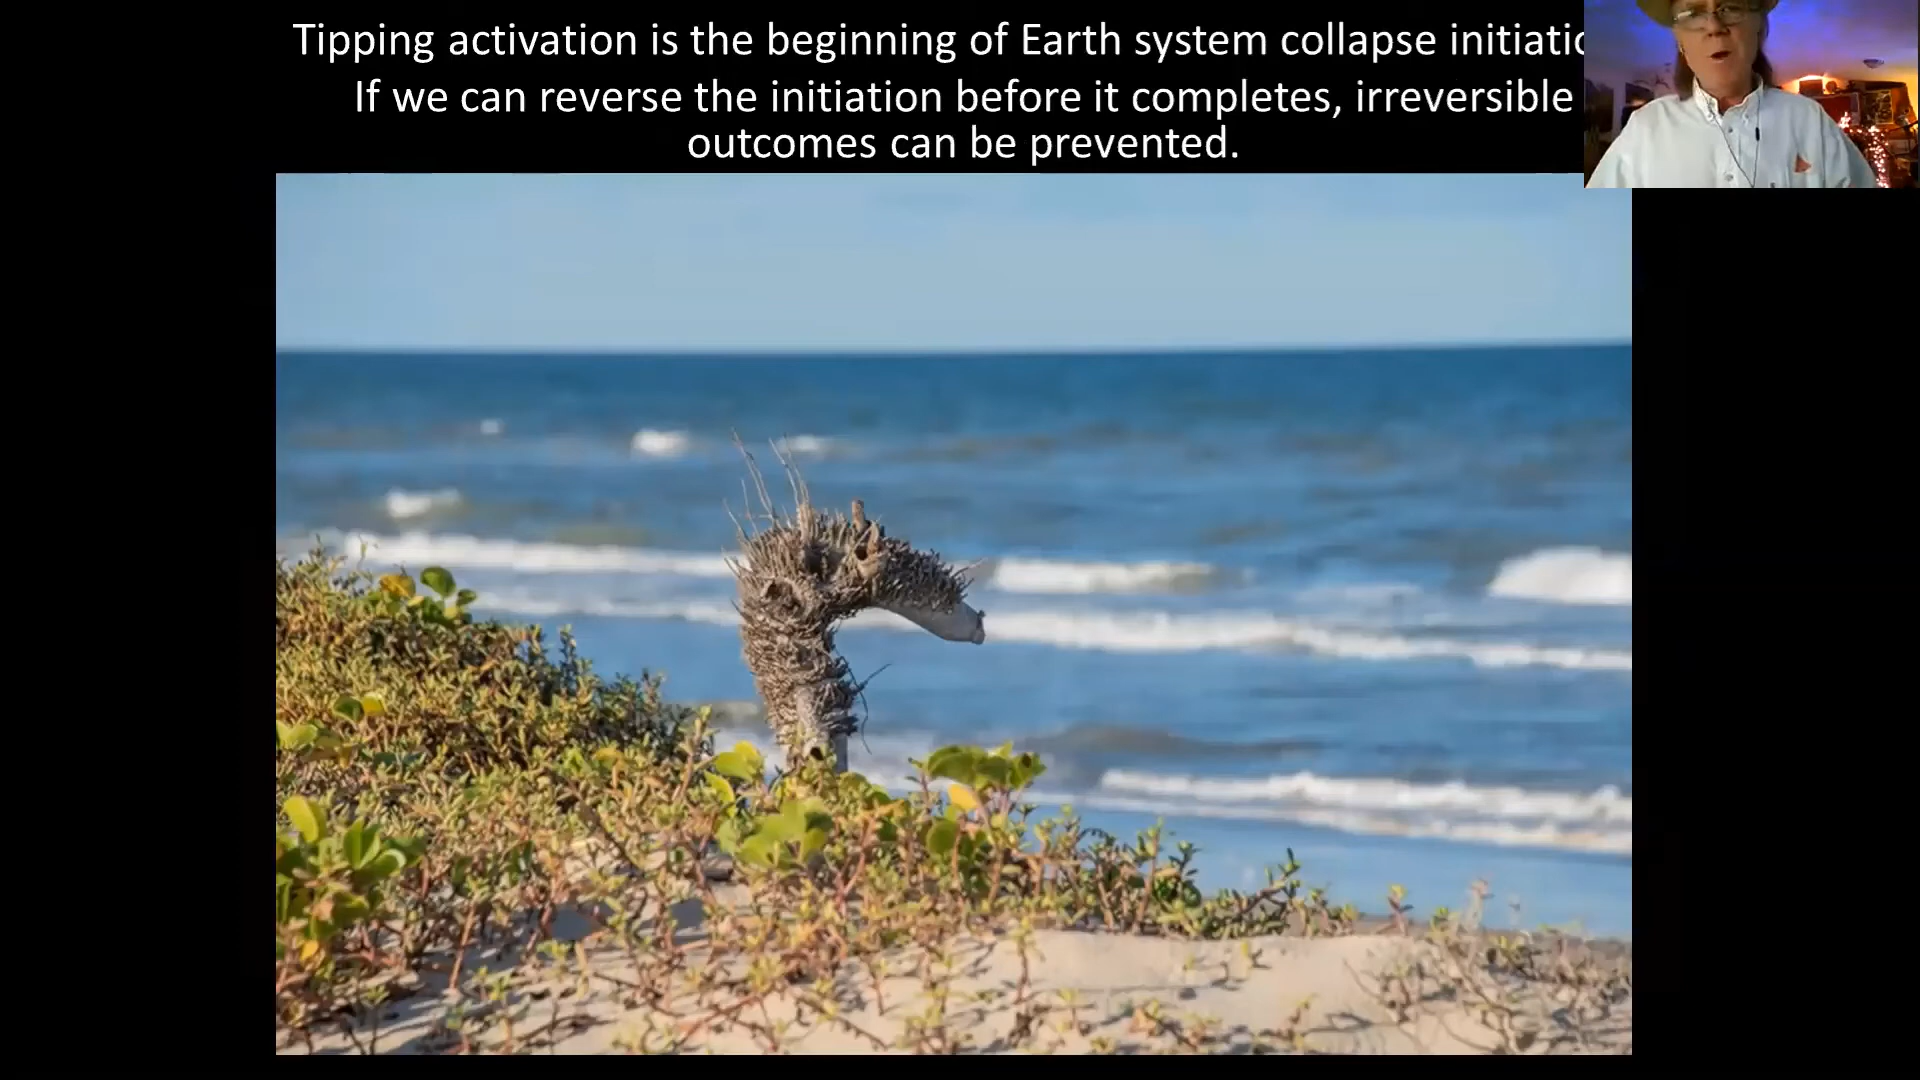 Tipping activation is the beginning of Earth system collapse
If we can reverse the initiation before it completes, irreversible
outcomes can be prevented.